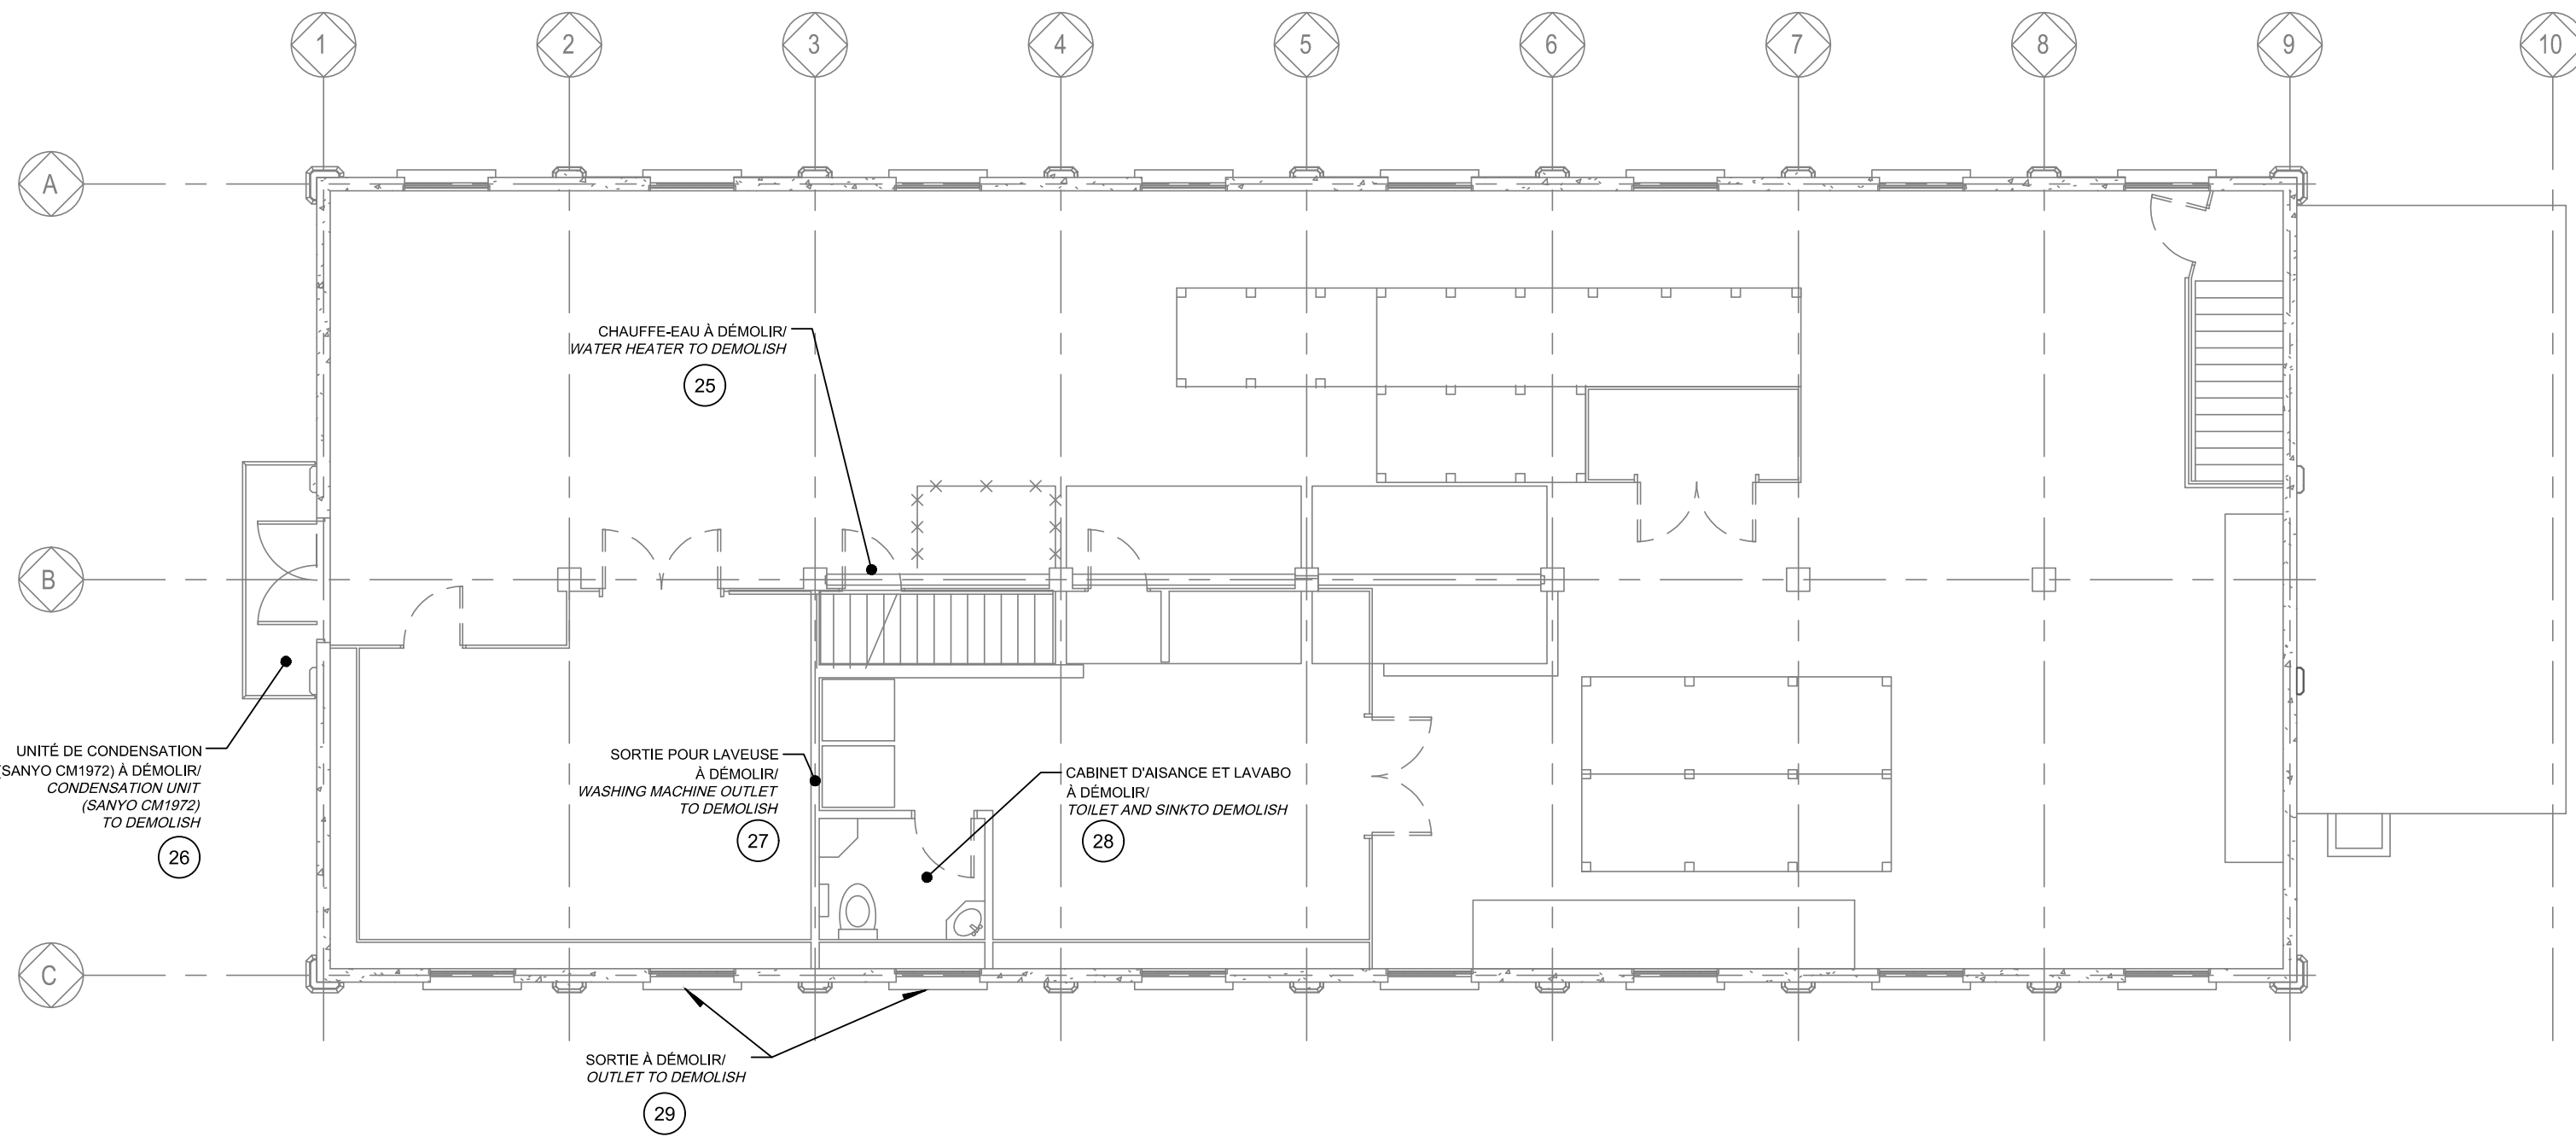 1
2
3
4
5
6
7
8
9
10
A
B
C
CHAUFFE-EAU À DÉMOLIR/
WATER HEATER TO DEMOLISH
25
UNITÉ DE CONDENSATION
(SANYO CM1972) À DÉMOLIR/
CONDENSATION UNIT
(SANYO CM1972)
TO DEMOLISH
26
SORTIE POUR LAVEUSE
À DÉMOLIR/
WASHING MACHINE OUTLET
TO DEMOLISH
27
CABINET D'AISANCE ET LAVABO
À DÉMOLIR/
TOILET AND SINKTO DEMOLISH
28
SORTIE À DÉMOLIR/
OUTLET TO DEMOLISH
29